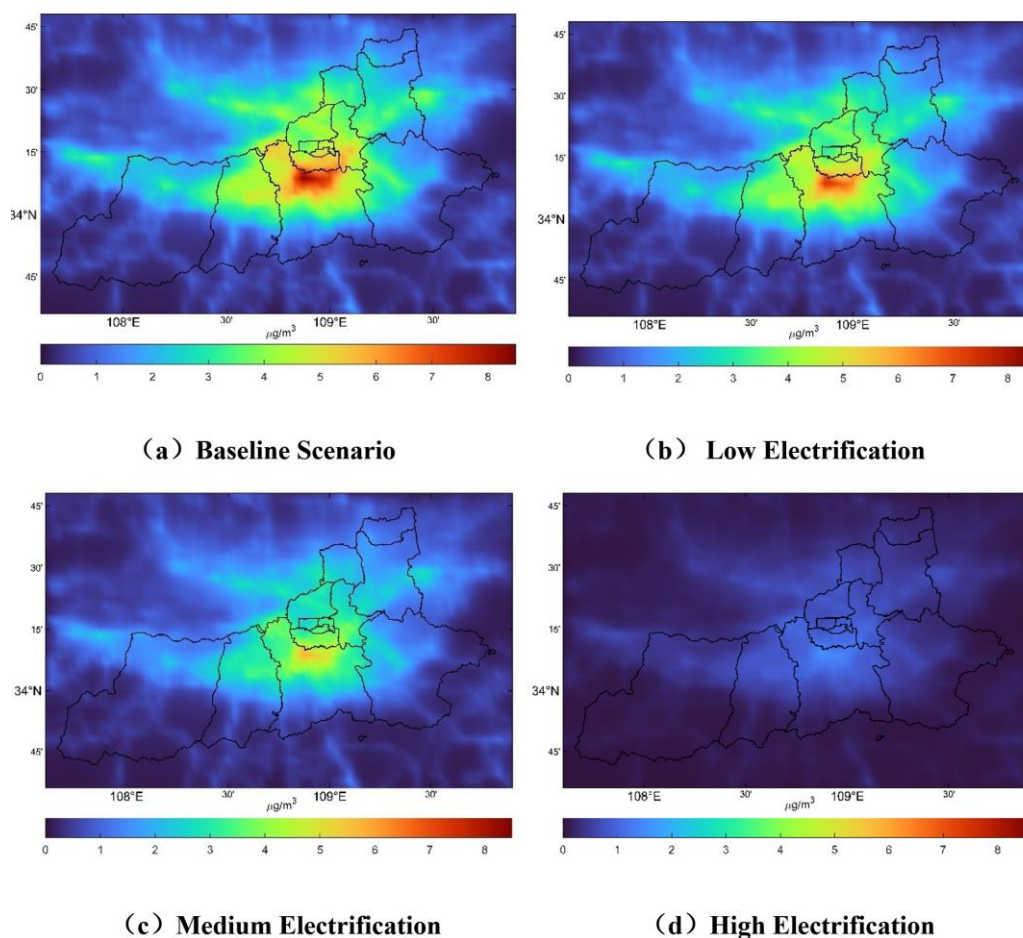 45'
30'
15'
34°N
45'
108°E 30' 109°E 30'
μg/m³
0 1 2 3 4 5 6 7 8
（a）Baseline Scenario
45'
30'
15'
34°N
45'
108°E 30' 109°E 30'
μg/m³
0 1 2 3 4 5 6 7 8
（b） Low Electrification
45'
30'
15'
34°N
45'
108°E 30' 109°E 30'
μg/m³
0 1 2 3 4 5 6 7 8
（c）Medium Electrification
45'
30'
15'
34°N
45'
108°E 30' 109°E 30'
μg/m³
0 1 2 3 4 5 6 7 8
（d）High Electrification